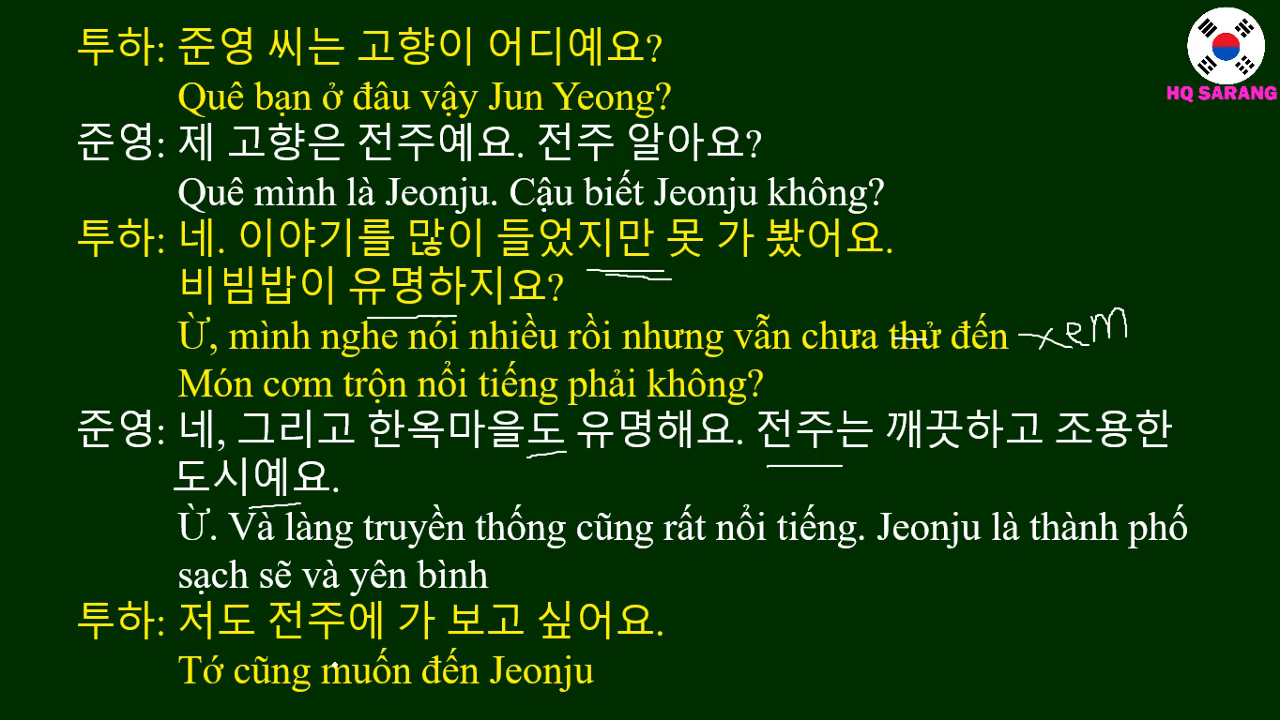 투하: 준영 씨는 고향이 어디예요?
Quê bạn ở đâu vậy Jun Yeong?
준영: 제 고향은 전주예요. 전주 알아요?
Quê mình là Jeonju. Cậu biết Jeonju không?
투하: 네. 이야기를 많이 들었지만 못 가 봤어요.
비빔밥이 유명하지요?
Ừ, mình nghe nói nhiều rồi nhưng vẫn chưa thử đến xem
Món cơm trộn nổi tiếng phải không?
준영: 네, 그리고 한옥마을도 유명해요. 전주는 깨끗하고 조용한
도시예요.
Ừ. Và làng truyền thống cũng rất nổi tiếng. Jeonju là thành phố
sạch sẽ và yên bình
투하: 저도 전주에 가 보고 싶어요.
Tớ cũng muốn đến Jeonju
HQ SARANG